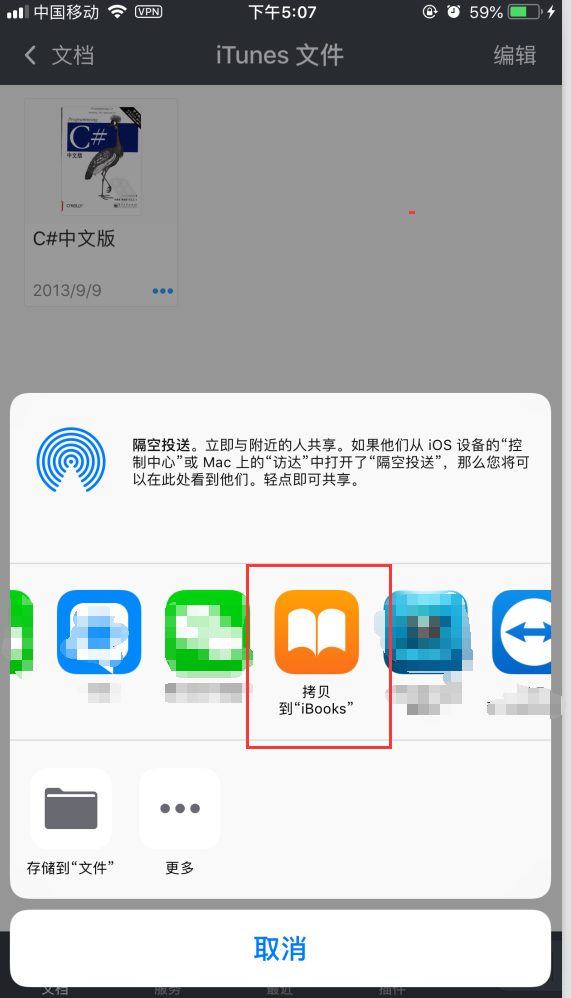 中国移动 VPN 下午5:07 59%
文档 iTunes 文件 编辑
Programming
C#
中文版
O'REILLY
C#中文版
2013/9/9
隔空投送。立即与附近的人共享。如果他们从 iOS 设备的“控
制中心”或 Mac 上的“访达”中打开了“隔空投送”，那么您将可
以在此处看到他们。轻点即可共享。
拷贝
到“iBooks”
存储到“文件”
更多
取消
文档 服务 最近 插件